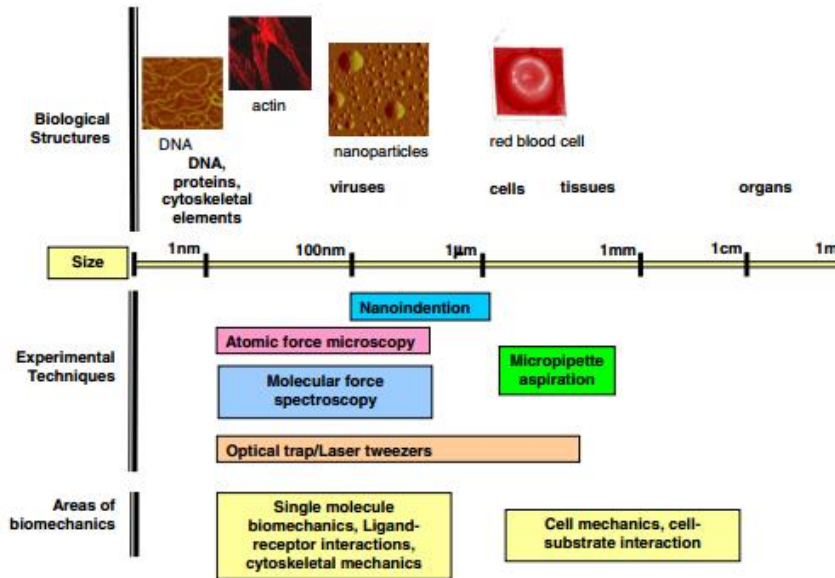 Biological
Structures
DNA
actin
nanoparticles
red blood cell
DNA,
proteins,
cytoskeletal
elements
viruses
cells
tissues
organs
Size
1nm
100nm
1μm
1mm
1cm
1m
Experimental
Techniques
Nanoindention
Atomic force microscopy
Molecular force
spectroscopy
Micropipette
aspiration
Optical trap/Laser tweezers
Areas of
biomechanics
Single molecule
biomechanics, Ligand-
receptor interactions,
cytoskeletal mechanics
Cell mechanics, cell-
substrate interaction